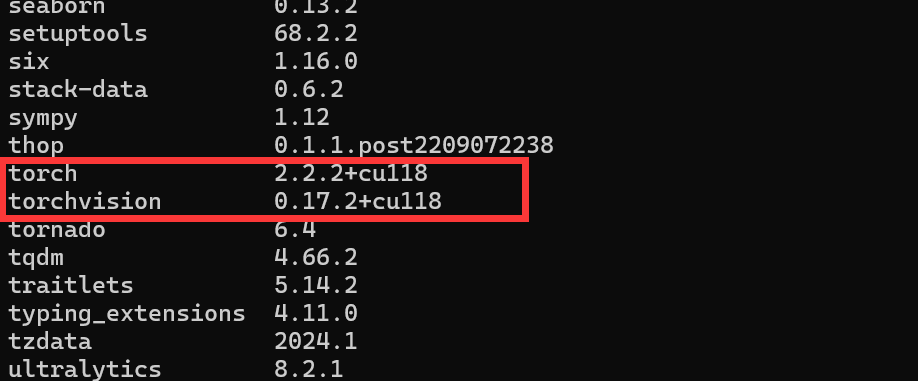 seaborn 0.13.2
setuptools 68.2.2
six 1.16.0
stack-data 0.6.2
sympy 1.12
thop 0.1.1.post2209072238
torch 2.2.2+cu118
torchvision 0.17.2+cu118
tornado 6.4
tqdm 4.66.2
traitlets 5.14.2
typing_extensions 4.11.0
tzdata 2024.1
ultralytics 8.2.1